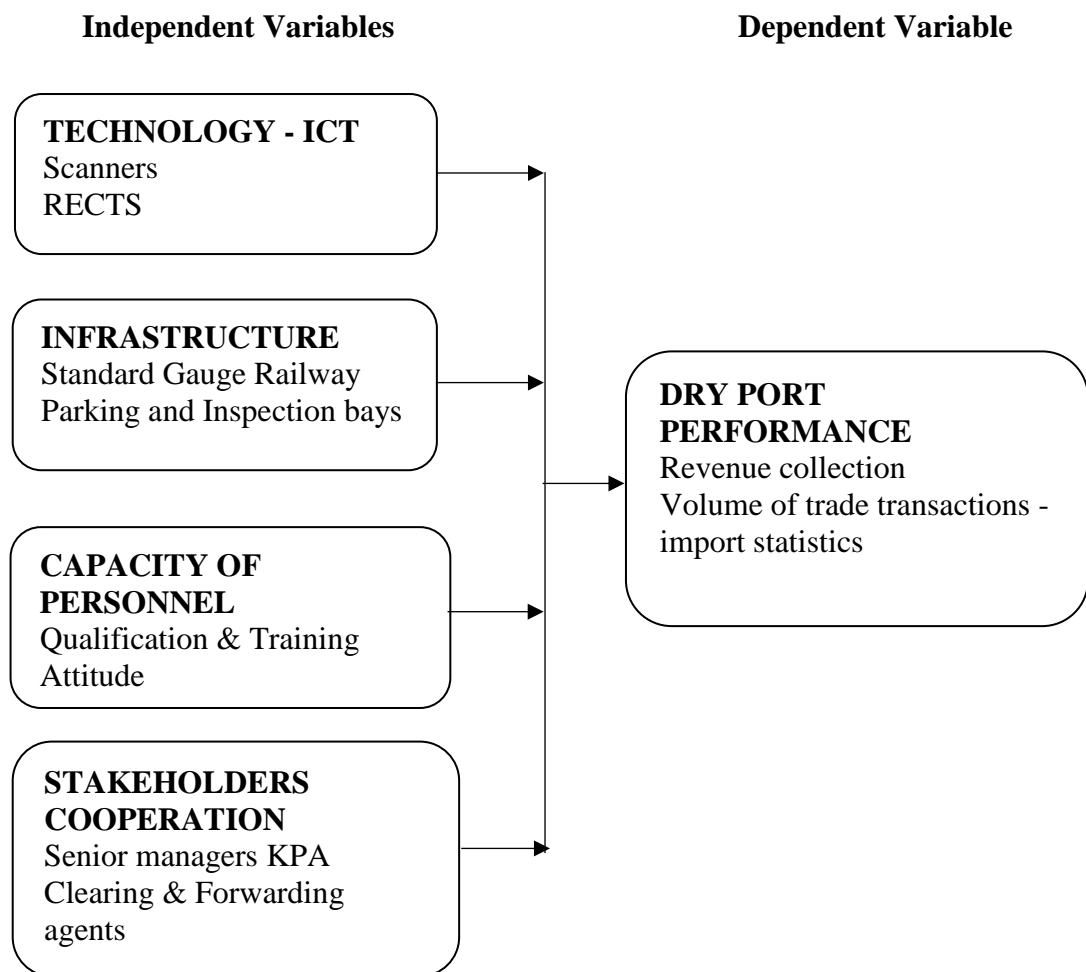 Independent Variables
Dependent Variable
TECHNOLOGY - ICT
Scanners
RECTS
INFRASTRUCTURE
Standard Gauge Railway
Parking and Inspection bays
CAPACITY OF
PERSONNEL
Qualification & Training
Attitude
STAKEHOLDERS
COOPERATION
Senior managers KPA
Clearing & Forwarding
agents
DRY PORT
PERFORMANCE
Revenue collection
Volume of trade transactions -
import statistics